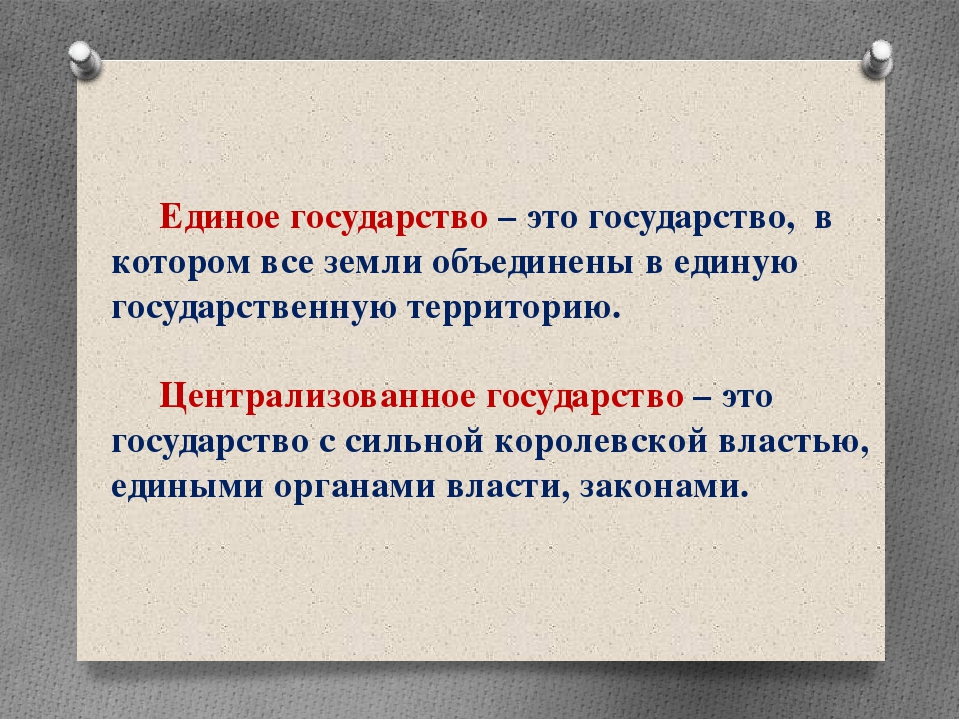 Единое государство – это государство, в
котором все земли объединены в единую
государственную территорию.
Централизованное государство – это
государство с сильной королевской властью,
едиными органами власти, законами.